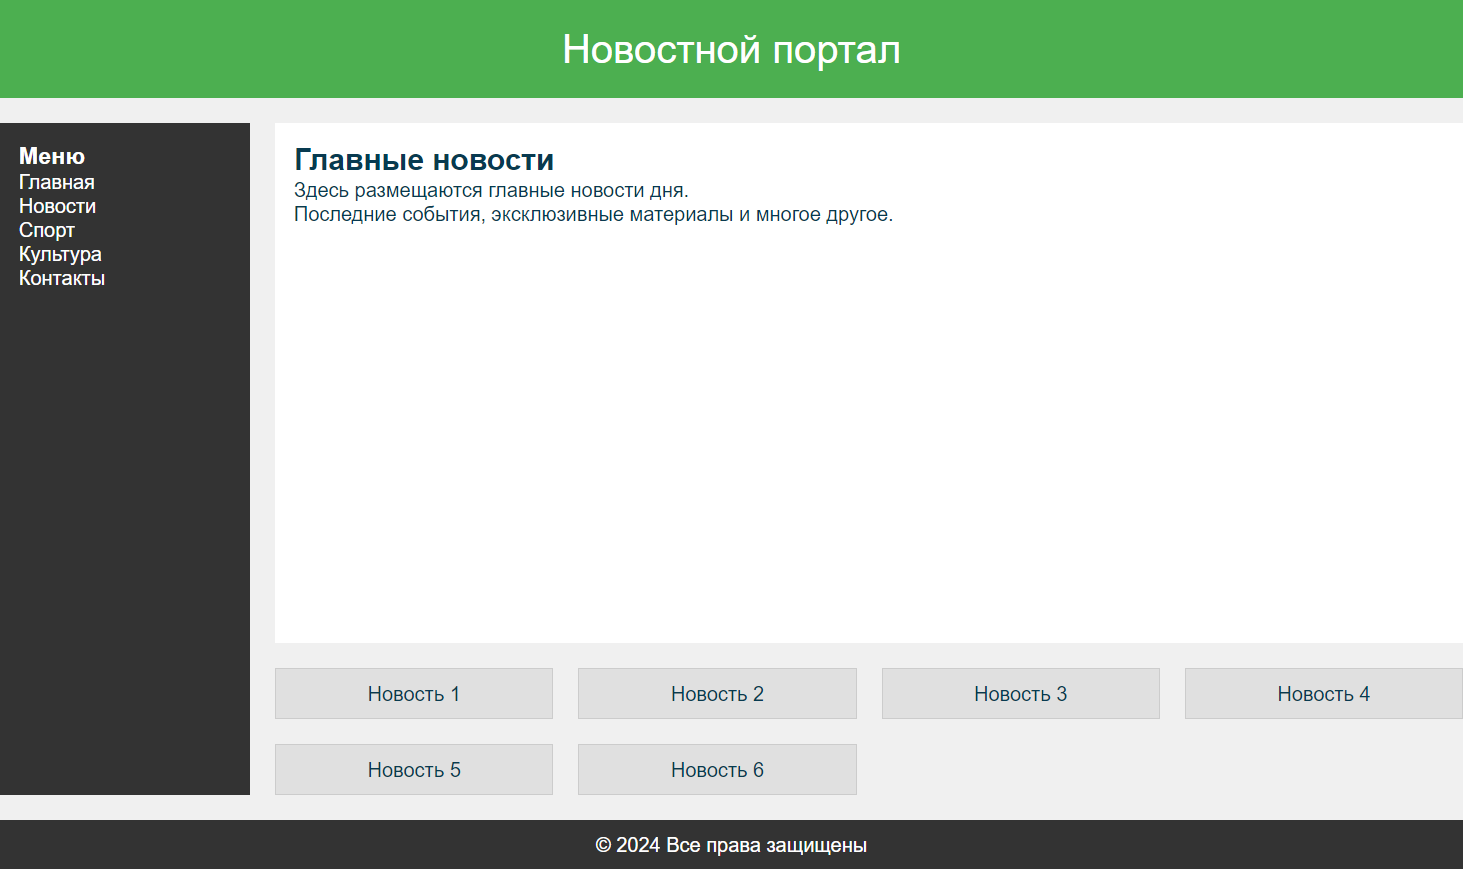 Новостной портал
Меню
Главная
Новости
Спорт
Культура
Контакты
Главные новости
Здесь размещаются главные новости дня.
Последние события, эксклюзивные материалы и многое другое.
Новость 1
Новость 2
Новость 3
Новость 4
Новость 5
Новость 6
© 2024 Все права защищены